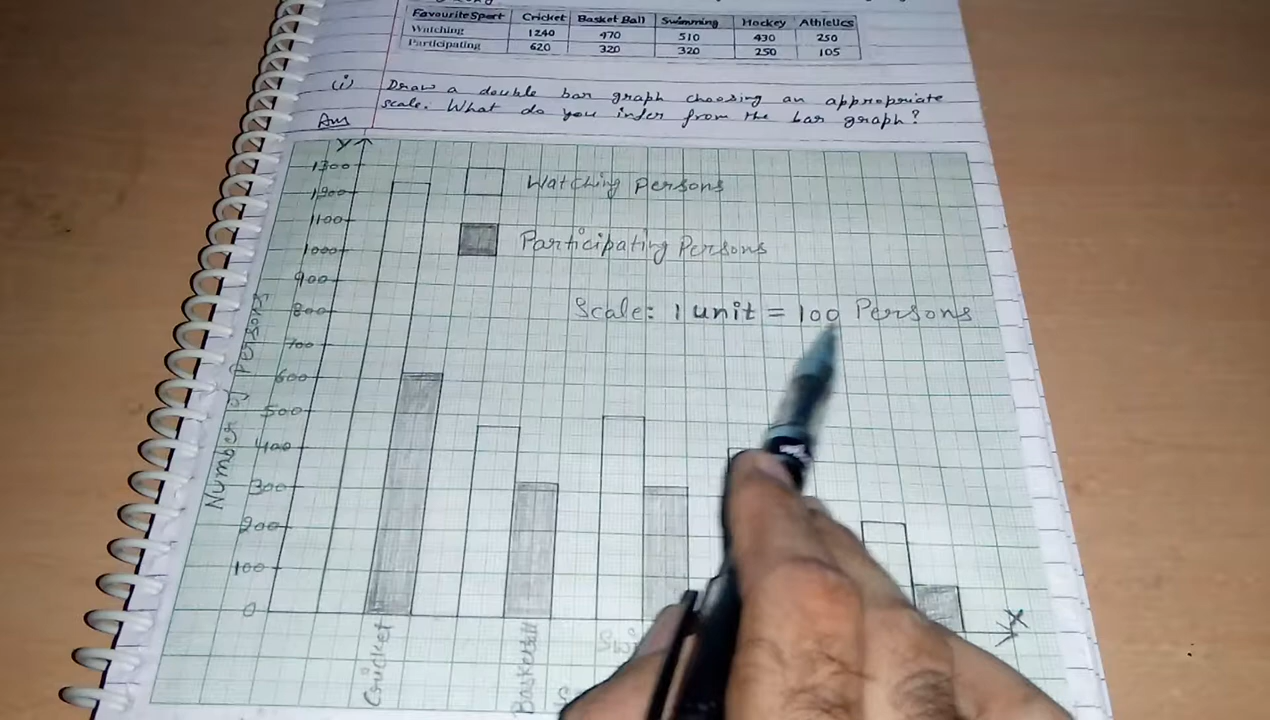 Favourite Sport Cricket Basket Ball Swimming Hockey Athletics
Watching 1240 470 510 430 250
Participating 620 320 320 250 105
(i) Draw a double bar graph choosing an appropriate
scale. What do you infer from the bar graph?
Ans
Y
1300
1200
1100
1000
900
800
700
600
500
400
300
200
100
0
Number of Persons
Watching Persons
Participating Persons
Scale: 1 unit = 100 Persons
X
Cricket
Basketball